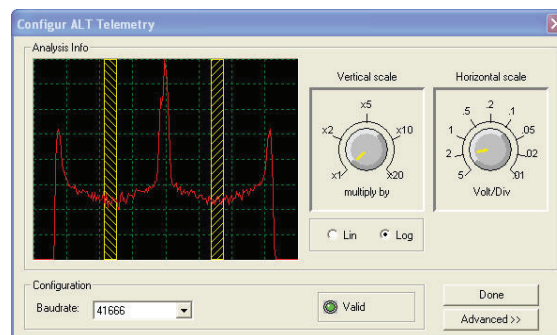 Configur ALT Telemetry
Analysis Info
Vertical scale
x1
x2
x5
x10
x20
multiply by
Horizontal scale
5
2
1
.5
.2
.1
.05
.02
.01
Volt/Div
Lin
Log
Configuration
Baudrate:
41666
Valid
Done
Advanced >>